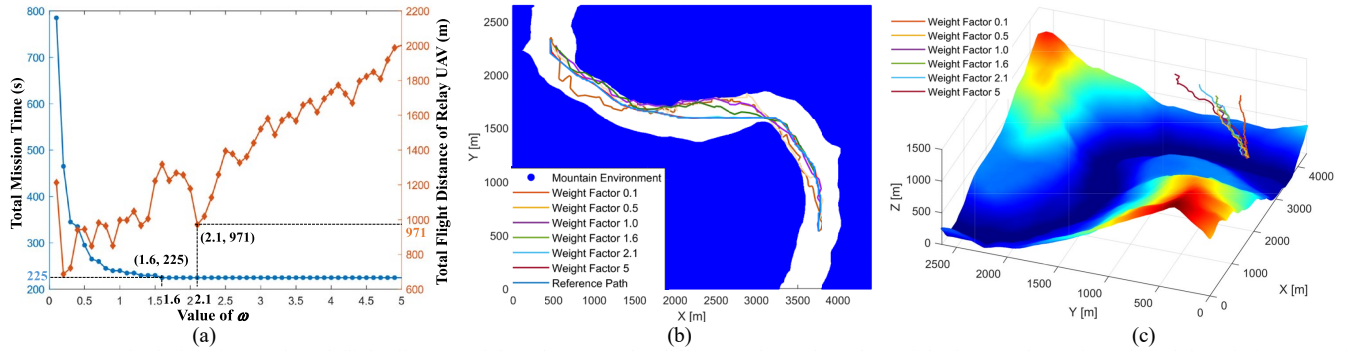 800
700
600
500
400
300
225
200
Total Mission Time (s)
2200
2000
1800
1600
1400
1200
1000
971
800
600
Total Flight Distance of Relay UAV (m)
(2.1, 971)
(1.6, 225)
0 0.5 1 1.5 1.6 2.1 2.5 3 3.5 4 4.5 5
Value of ω
(a)
2500
2000
1500
1000
500
0
Y [m]
Mountain Environment
Weight Factor 0.1
Weight Factor 0.5
Weight Factor 1.0
Weight Factor 1.6
Weight Factor 2.1
Weight Factor 5
Reference Path
0 500 1000 1500 2000 2500 3000 3500 4000
X [m]
(b)
Weight Factor 0.1
Weight Factor 0.5
Weight Factor 1.0
Weight Factor 1.6
Weight Factor 2.1
Weight Factor 5
1500
1000
500
0
Z [m]
2500 2000 1500 1000 500 0
Y [m]
0 1000 2000 3000 4000
X [m]
(c)